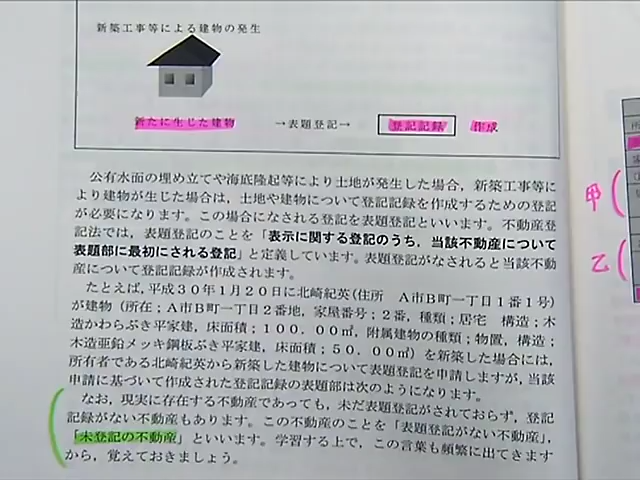 新築工事等による建物の発生
新たに生じた建物 →表題登記→ 登記記録 作成
公有水面の埋め立てや海底隆起等により土地が発生した場合，新築工事等に
より建物が生じた場合は，土地や建物について登記記録を作成するための登記
が必要になります。この場合になされる登記を表題登記といいます。不動産登
記法では，表題登記のことを「表示に関する登記のうち，当該不動産について
表題部に最初にされる登記」と定義しています。表題登記がなされると当該不動
産について登記記録が作成されます。
たとえば，平成３０年１月２０日に北崎紀英（住所　Ａ市Ｂ町一丁目１番１号）
が建物（所在；Ａ市Ｂ町一丁目２番地，家屋番号；２番，種類；居宅　構造；木
造かわらぶき平家建，床面積；１００．００㎡，附属建物の種類；物置，構造；
木造亜鉛メッキ鋼板ぶき平家建，床面積；５０．００㎡）を新築した場合には，
所有者である北崎紀英から新築した建物について表題登記を申請しますが，当該
申請に基づいて作成された登記記録の表題部は次のようになります。
なお，現実に存在する不動産であっても，未だ表題登記がされておらず，登記
記録がない不動産もあります。この不動産のことを「表題登記がない不動産」，
「未登記の不動産」といいます。学習する上で，この言葉も頻繁に出てきます
から，覚えておきましょう。
甲
乙